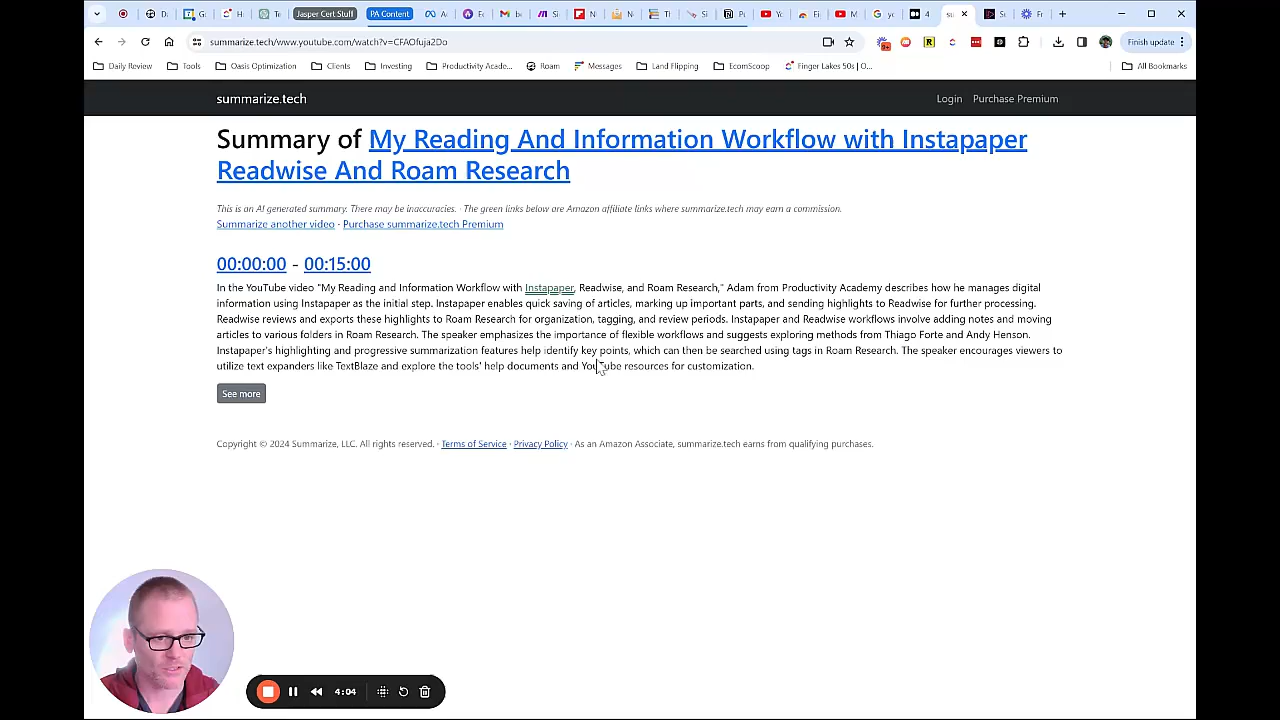 Jasper Cert Stuff
PA Content
summarize.tech/www.youtube.com/watch?v=CFAOfuja2Do
Finish update
Daily Review
Tools
Oasis Optimization
Clients
Investing
Productivity Acade...
Roam
Messages
Land Flipping
EcomScoop
Finger Lakes 50s | O...
All Bookmarks
summarize.tech
Login
Purchase Premium
Summary of My Reading And Information Workflow with Instapaper
Readwise And Roam Research
This is an AI generated summary. There may be inaccuracies. · The green links below are Amazon affiliate links where summarize.tech may earn a commission.
Summarize another video · Purchase summarize.tech Premium
00:00:00 - 00:15:00
In the YouTube video "My Reading and Information Workflow with Instapaper, Readwise, and Roam Research," Adam from Productivity Academy describes how he manages digital
information using Instapaper as the initial step. Instapaper enables quick saving of articles, marking up important parts, and sending highlights to Readwise for further processing.
Readwise reviews and exports these highlights to Roam Research for organization, tagging, and review periods. Instapaper and Readwise workflows involve adding notes and moving
articles to various folders in Roam Research. The speaker emphasizes the importance of flexible workflows and suggests exploring methods from Thiago Forte and Andy Henson.
Instapaper's highlighting and progressive summarization features help identify key points, which can then be searched using tags in Roam Research. The speaker encourages viewers to
utilize text expanders like TextBlaze and explore the tools' help documents and YouTube resources for customization.
See more
Copyright © 2024 Summarize, LLC. All rights reserved. · Terms of Service · Privacy Policy · As an Amazon Associate, summarize.tech earns from qualifying purchases.
4:04